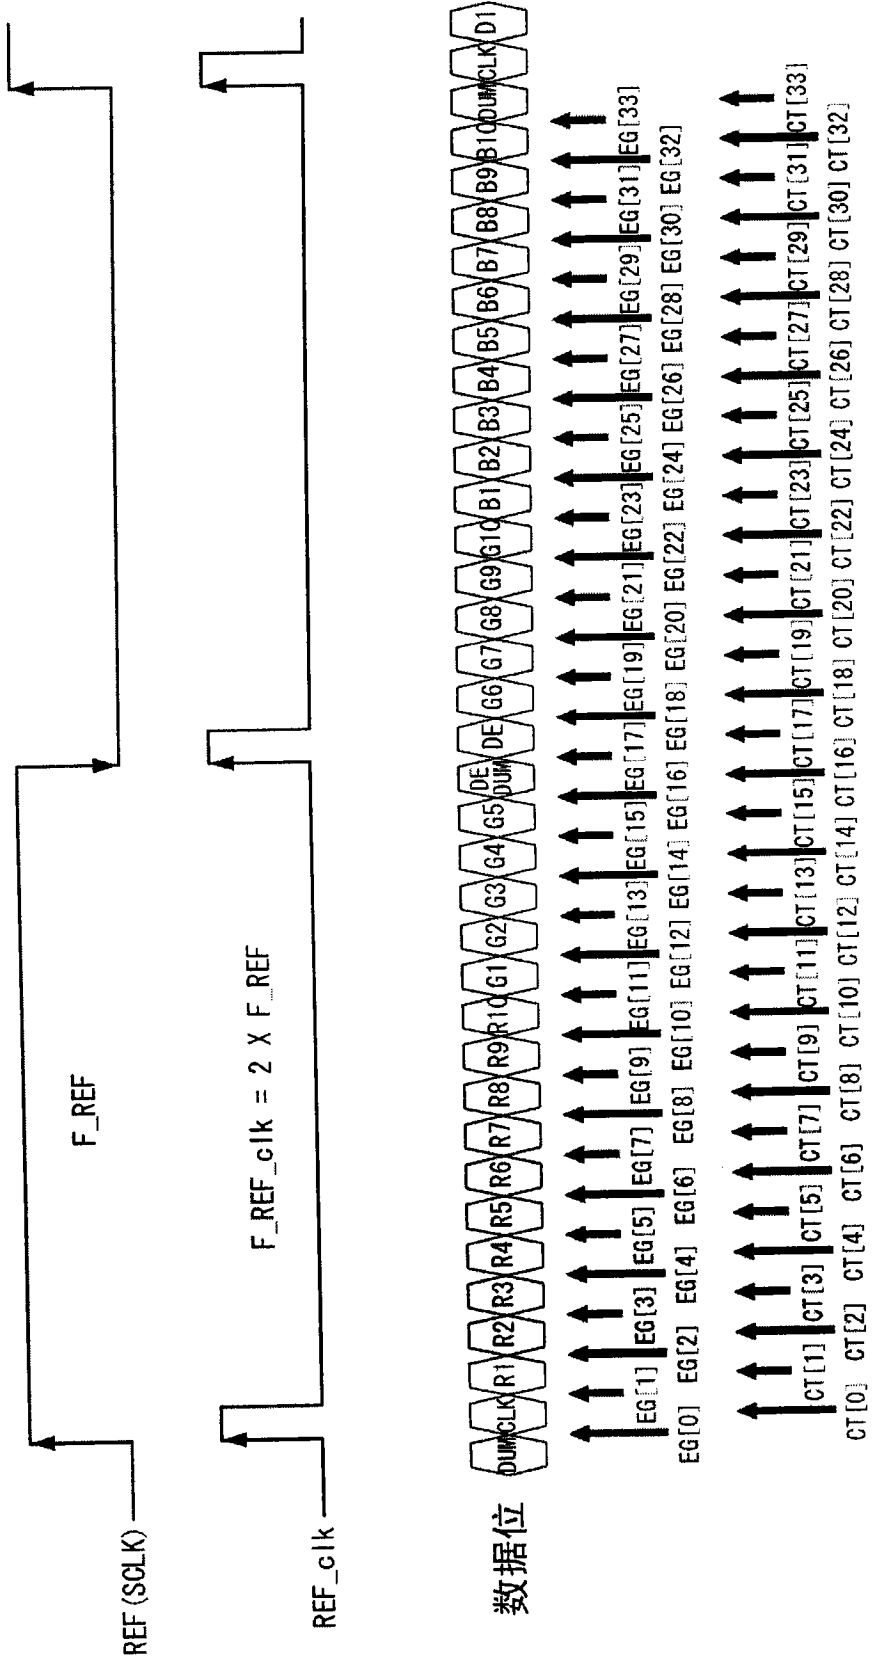 REF(SCLK)
F_REF
REF_clk
F_REF_clk = 2 X F_REF
数据位
DUM CLK R1 R2 R3 R4 R5 R6 R7 R8 R9 R10 G1 G2 G3 G4 G5 DE DUM DE G6 G7 G8 G9 G10 B1 B2 B3 B4 B5 B6 B7 B8 B9 B10 DUM CLK D1
EG[1] EG[3] EG[5] EG[7] EG[9] EG[11] EG[13] EG[15] EG[17] EG[19] EG[21] EG[23] EG[25] EG[27] EG[29] EG[31] EG[33]
EG[0] EG[2] EG[4] EG[6] EG[8] EG[10] EG[12] EG[14] EG[16] EG[18] EG[20] EG[22] EG[24] EG[26] EG[28] EG[30] EG[32]
CT[1] CT[3] CT[5] CT[7] CT[9] CT[11] CT[13] CT[15] CT[17] CT[19] CT[21] CT[23] CT[25] CT[27] CT[29] CT[31] CT[33]
CT[0] CT[2] CT[4] CT[6] CT[8] CT[10] CT[12] CT[14] CT[16] CT[18] CT[20] CT[22] CT[24] CT[26] CT[28] CT[30] CT[32]